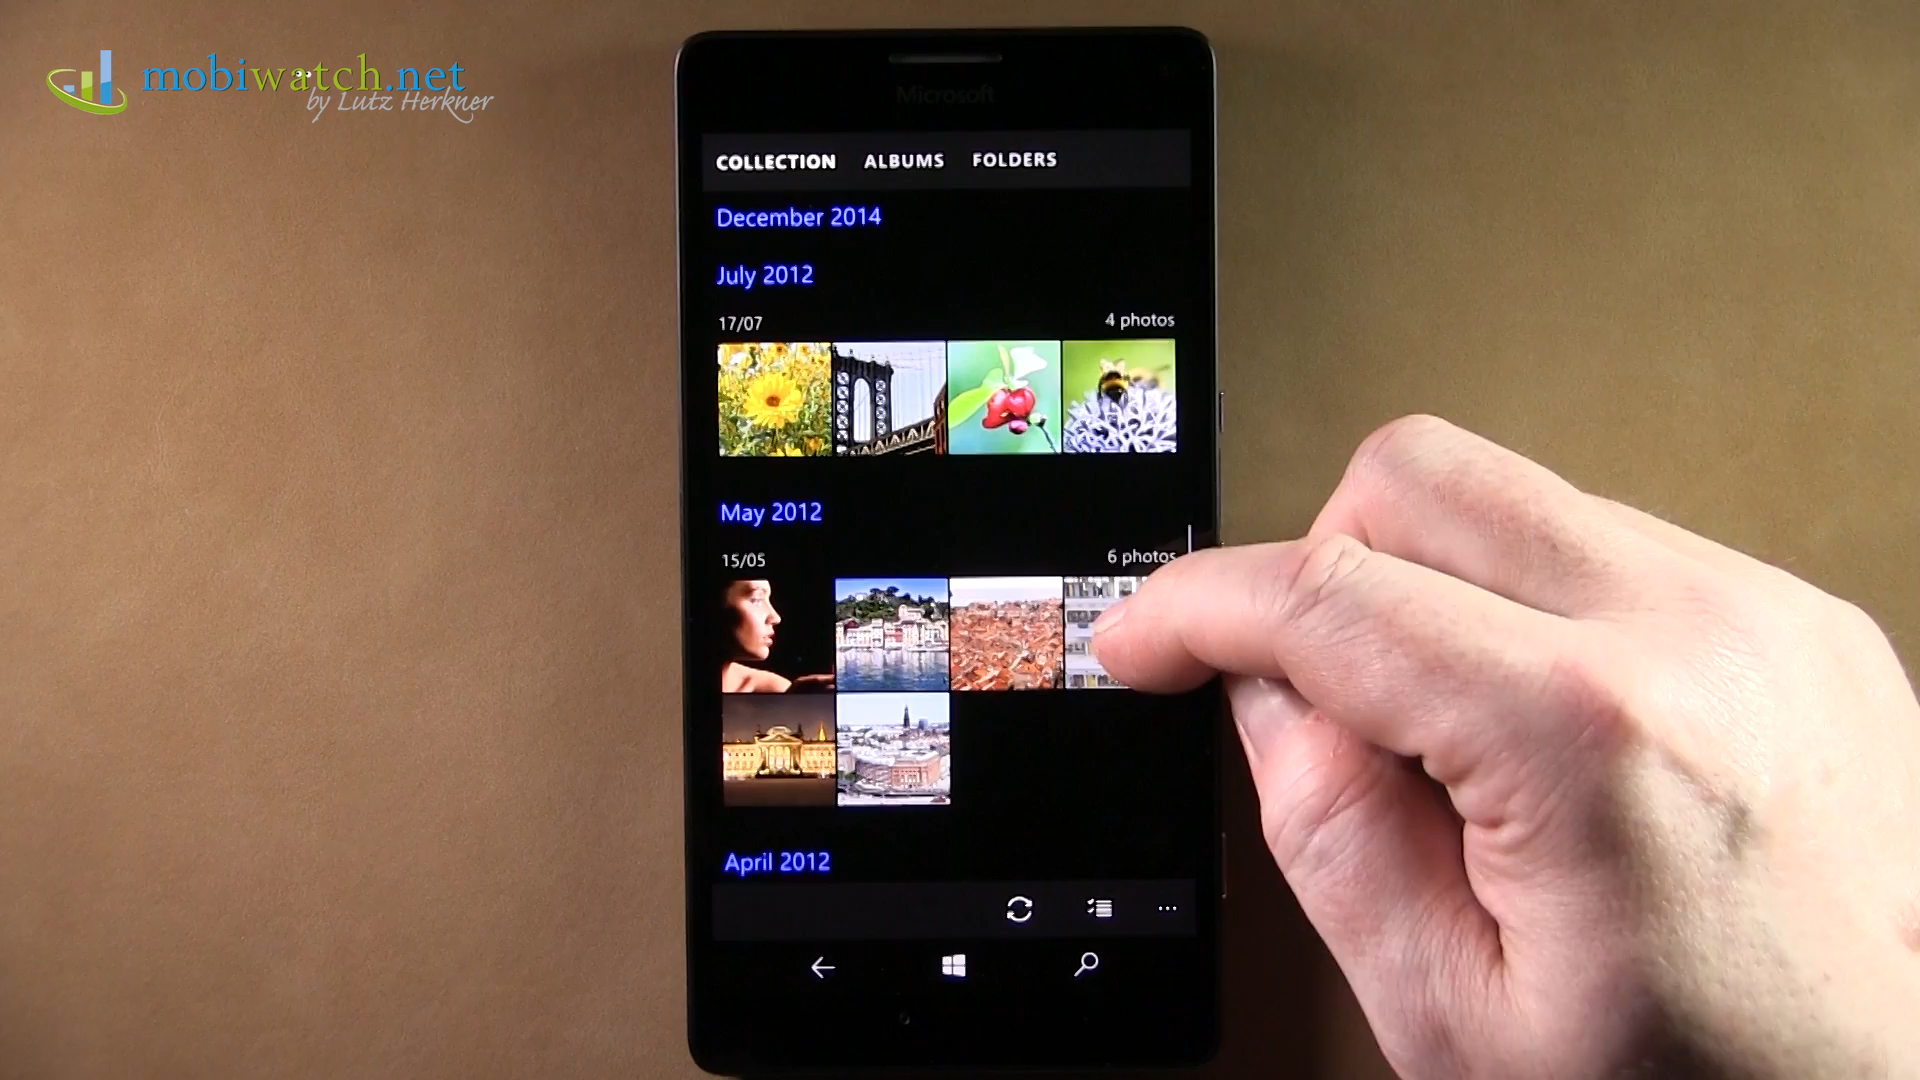 mobiwatch.net
by Lutz Herkner
Microsoft
COLLECTION ALBUMS FOLDERS
December 2014
July 2012
17/07 4 photos
May 2012
15/05 6 photos
April 2012